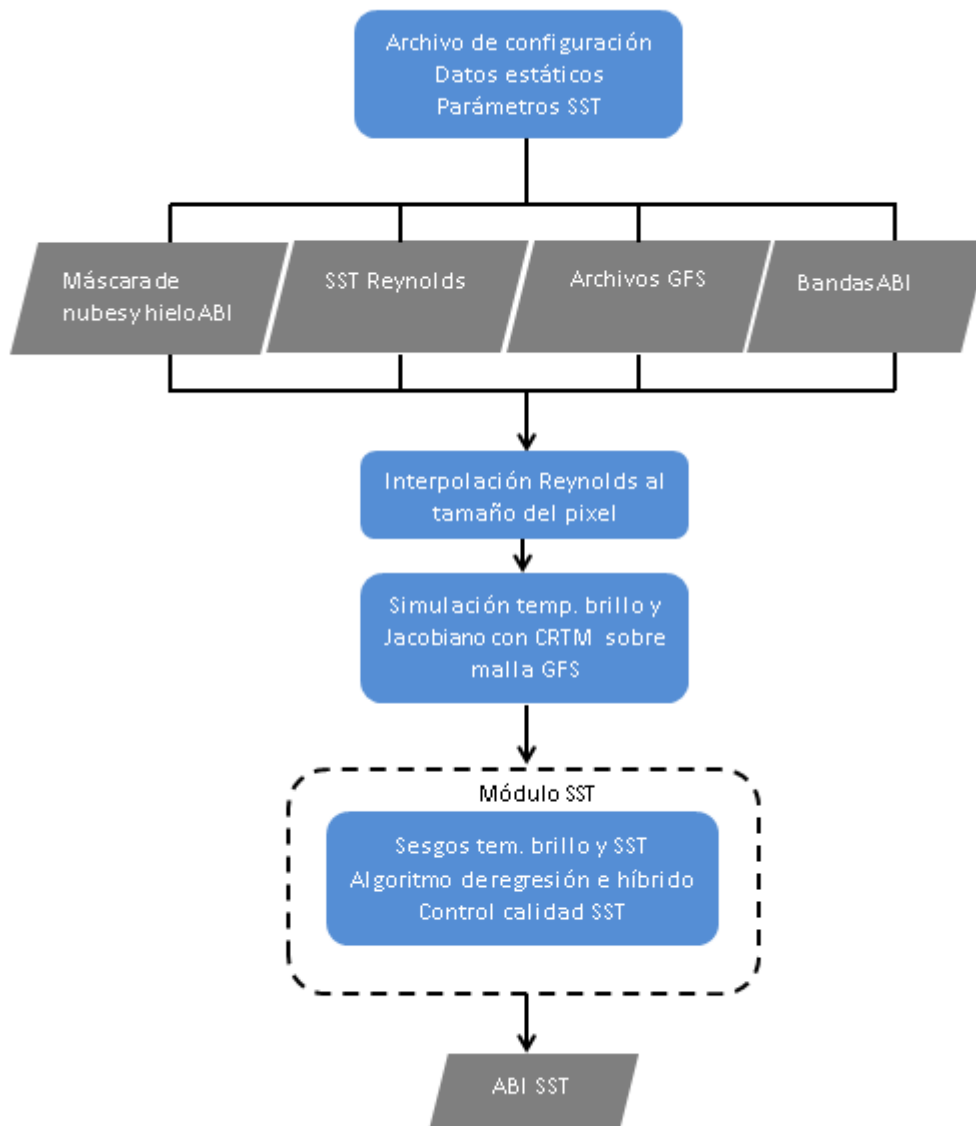 Archivo de configuración
Datos estáticos
Parámetros SST
Máscara de
nubes y hielo ABI
SST Reynolds
Archivos GFS
Bandas ABI
Interpolación Reynolds al
tamaño del pixel
Simulación temp. brillo y
Jacobiano con CRTM sobre
malla GFS
Módulo SST
Sesgos tem. brillo y SST
Algoritmo de regresión e híbrido
Control calidad SST
ABI SST